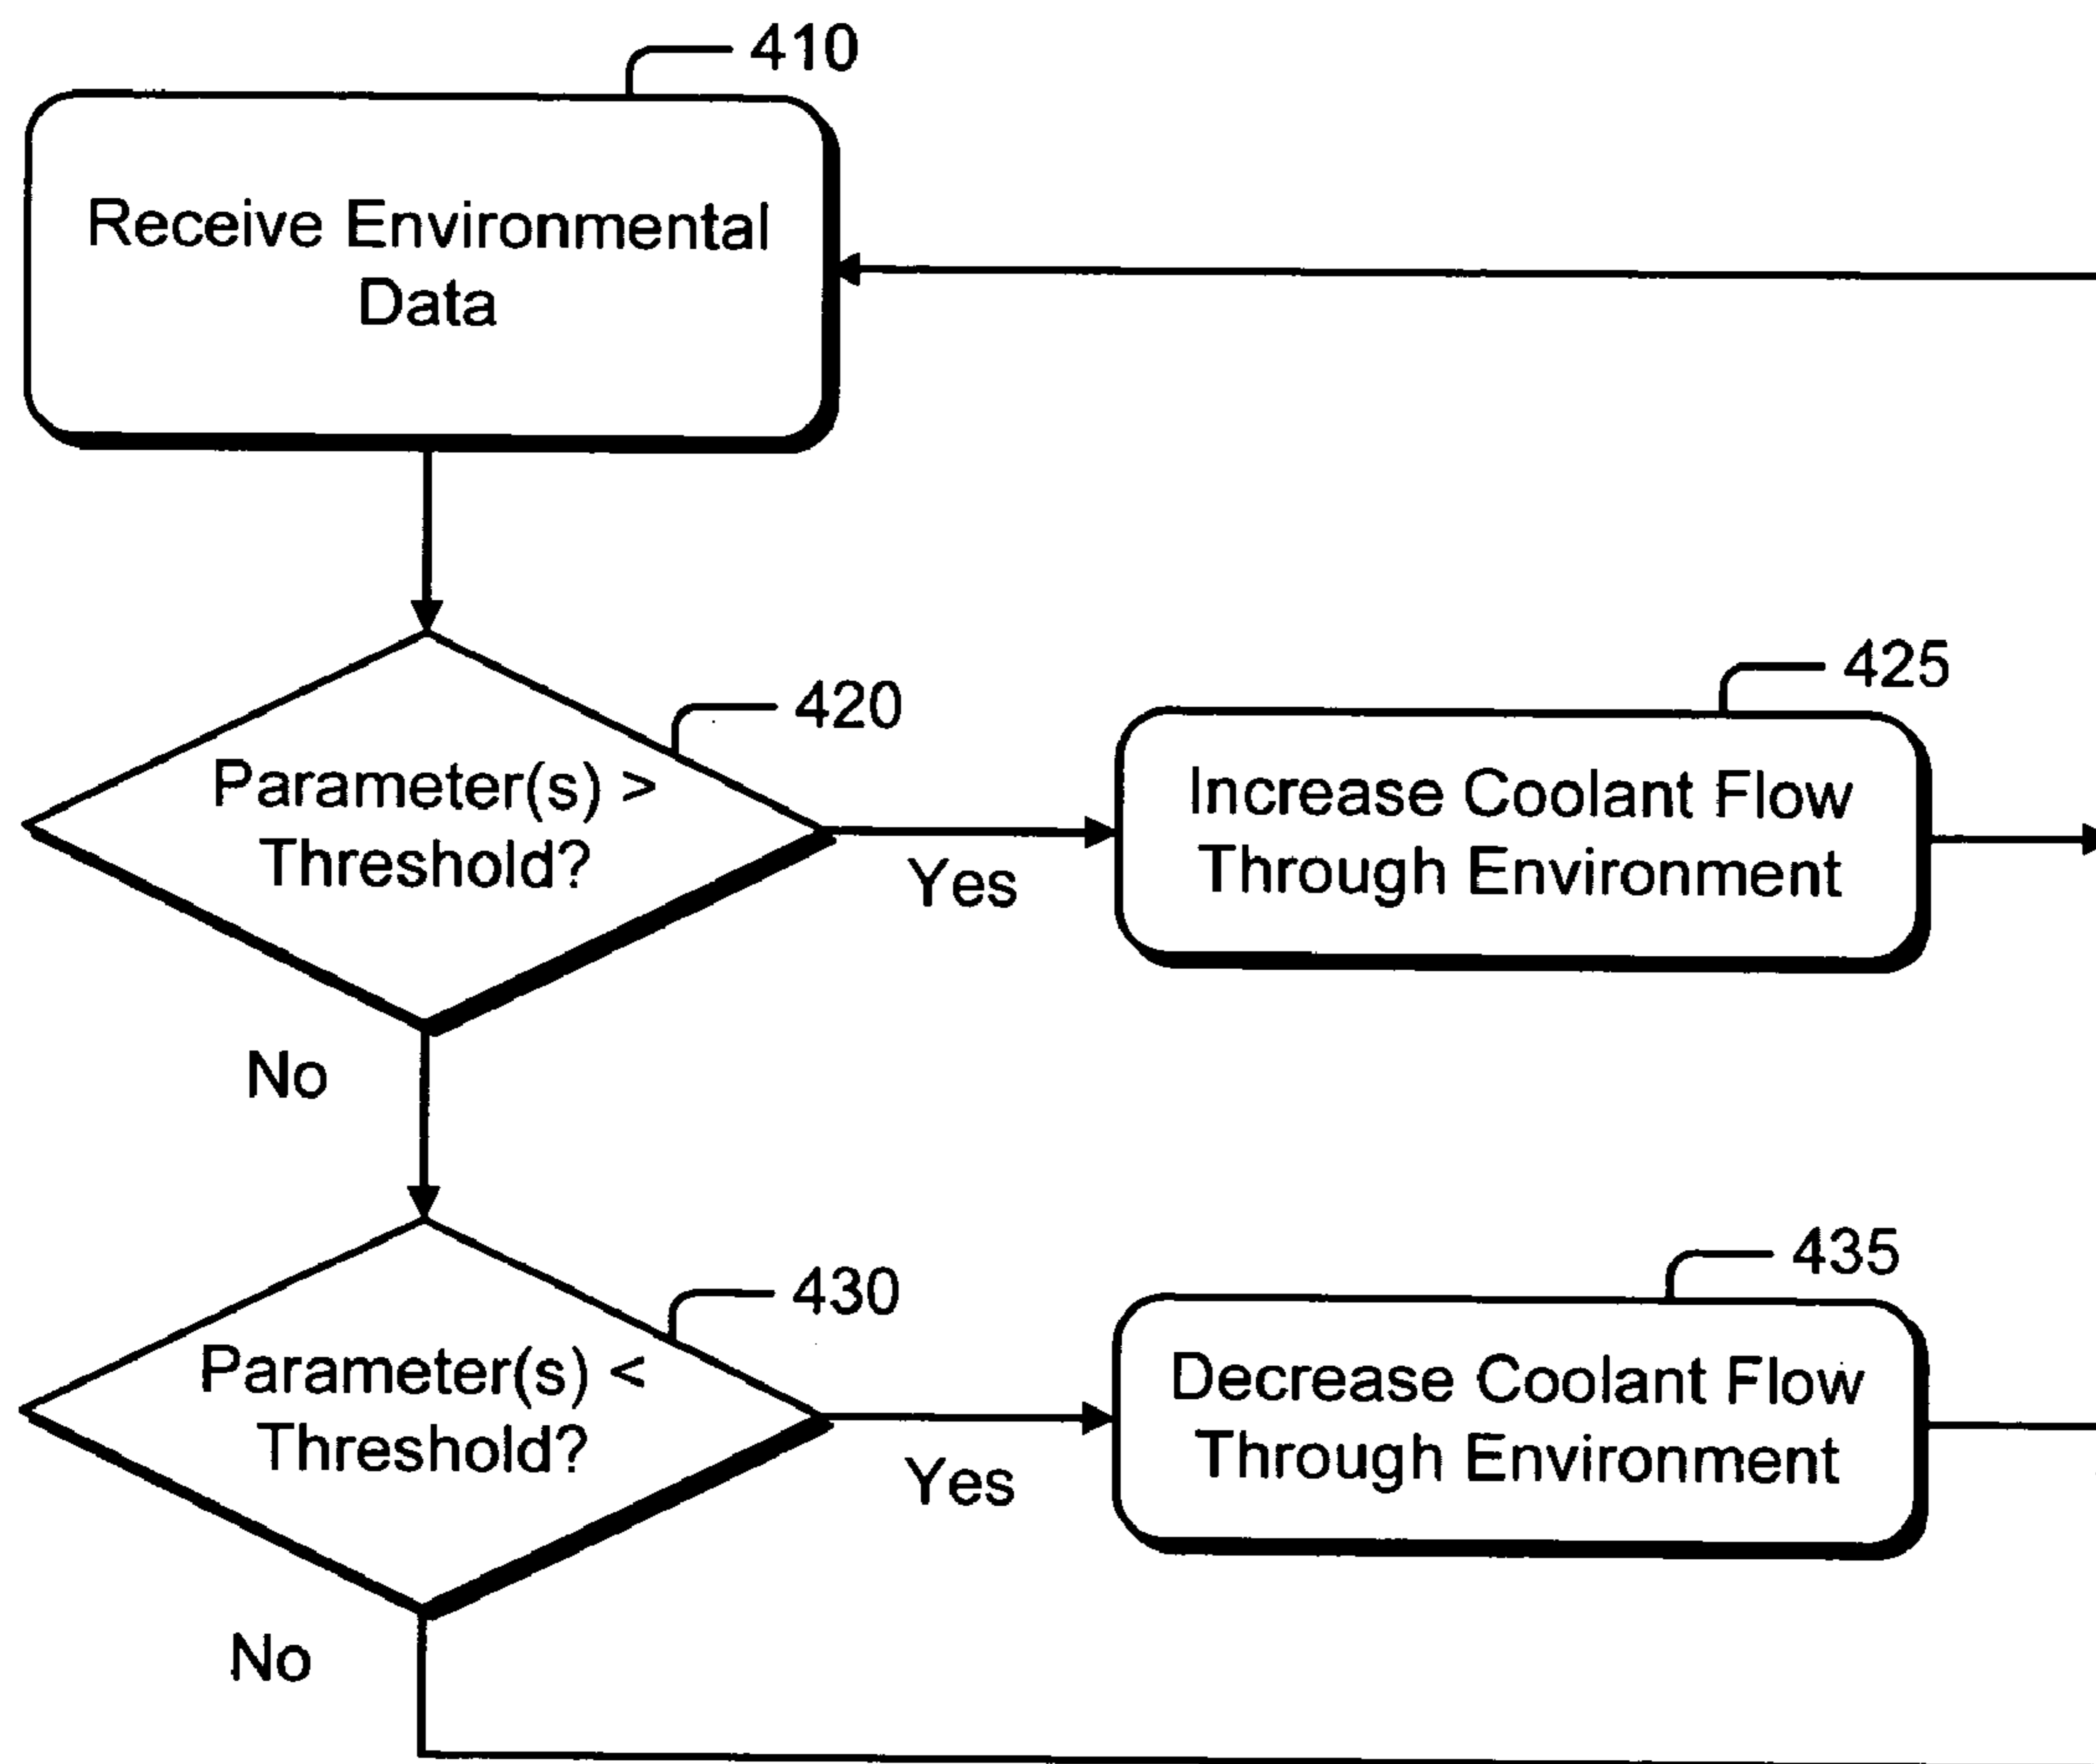 410
Receive Environmental
Data
420
Parameter(s) >
Threshold?
Yes
425
Increase Coolant Flow
Through Environment
No
430
Parameter(s) <
Threshold?
Yes
435
Decrease Coolant Flow
Through Environment
No